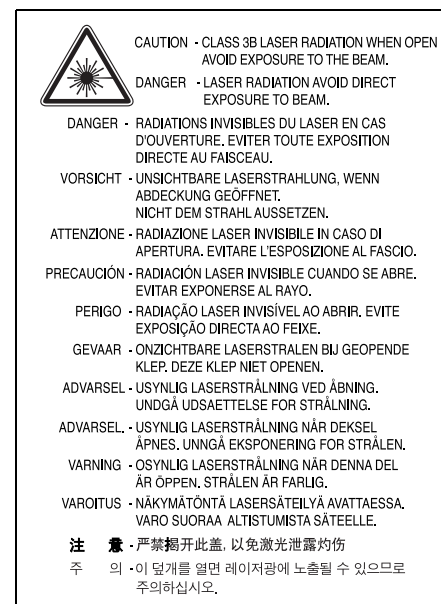 CAUTION - CLASS 3B LASER RADIATION WHEN OPEN
AVOID EXPOSURE TO THE BEAM.
DANGER - LASER RADIATION AVOID DIRECT
EXPOSURE TO BEAM.
DANGER - RADIATIONS INVISIBLES DU LASER EN CAS
D'OUVERTURE. EVITER TOUTE EXPOSITION
DIRECTE AU FAISCEAU.
VORSICHT - UNSICHTBARE LASERSTRAHLUNG, WENN
ABDECKUNG GEÖFFNET.
NICHT DEM STRAHL AUSSETZEN.
ATTENZIONE - RADIAZIONE LASER INVISIBILE IN CASO DI
APERTURA. EVITARE L'ESPOSIZIONE AL FASCIO.
PRECAUCIÓN - RADIACIÓN LASER INVISIBLE CUANDO SE ABRE.
EVITAR EXPONERSE AL RAYO.
PERIGO - RADIAÇÃO LASER INVISÍVEL AO ABRIR. EVITE
EXPOSIÇÃO DIRECTA AO FEIXE.
GEVAAR - ONZICHTBARE LASERSTRALEN BIJ GEOPENDE
KLEP. DEZE KLEP NIET OPENEN.
ADVARSEL - USYNLIG LASERSTRÅLNING VED ÅBNING.
UNDGÅ UDSAETTELSE FOR STRÅLNING.
ADVARSEL. - USYNLIG LASERSTRÅLNING NÅR DEKSEL
ÅPNES. UNNGÅ EKSPONERING FOR STRÅLEN.
VARNING - OSYNLIG LASERSTRÅLNING NÄR DENNA DEL
ÄR ÖPPEN. STRÅLEN ÄR FARLIG.
VAROITUS - NÄKYMÄTÖNTÄ LASERSÄTEILYÄ AVATTAESSA.
VARO SUORAA ALTISTUMISTA SÄTEELLE.
注 意 - 严禁揭开此盖, 以免激光泄露灼伤
주 의 - 이 덮개를 열면 레이저광에 노출될 수 있으므로
주의하십시오.